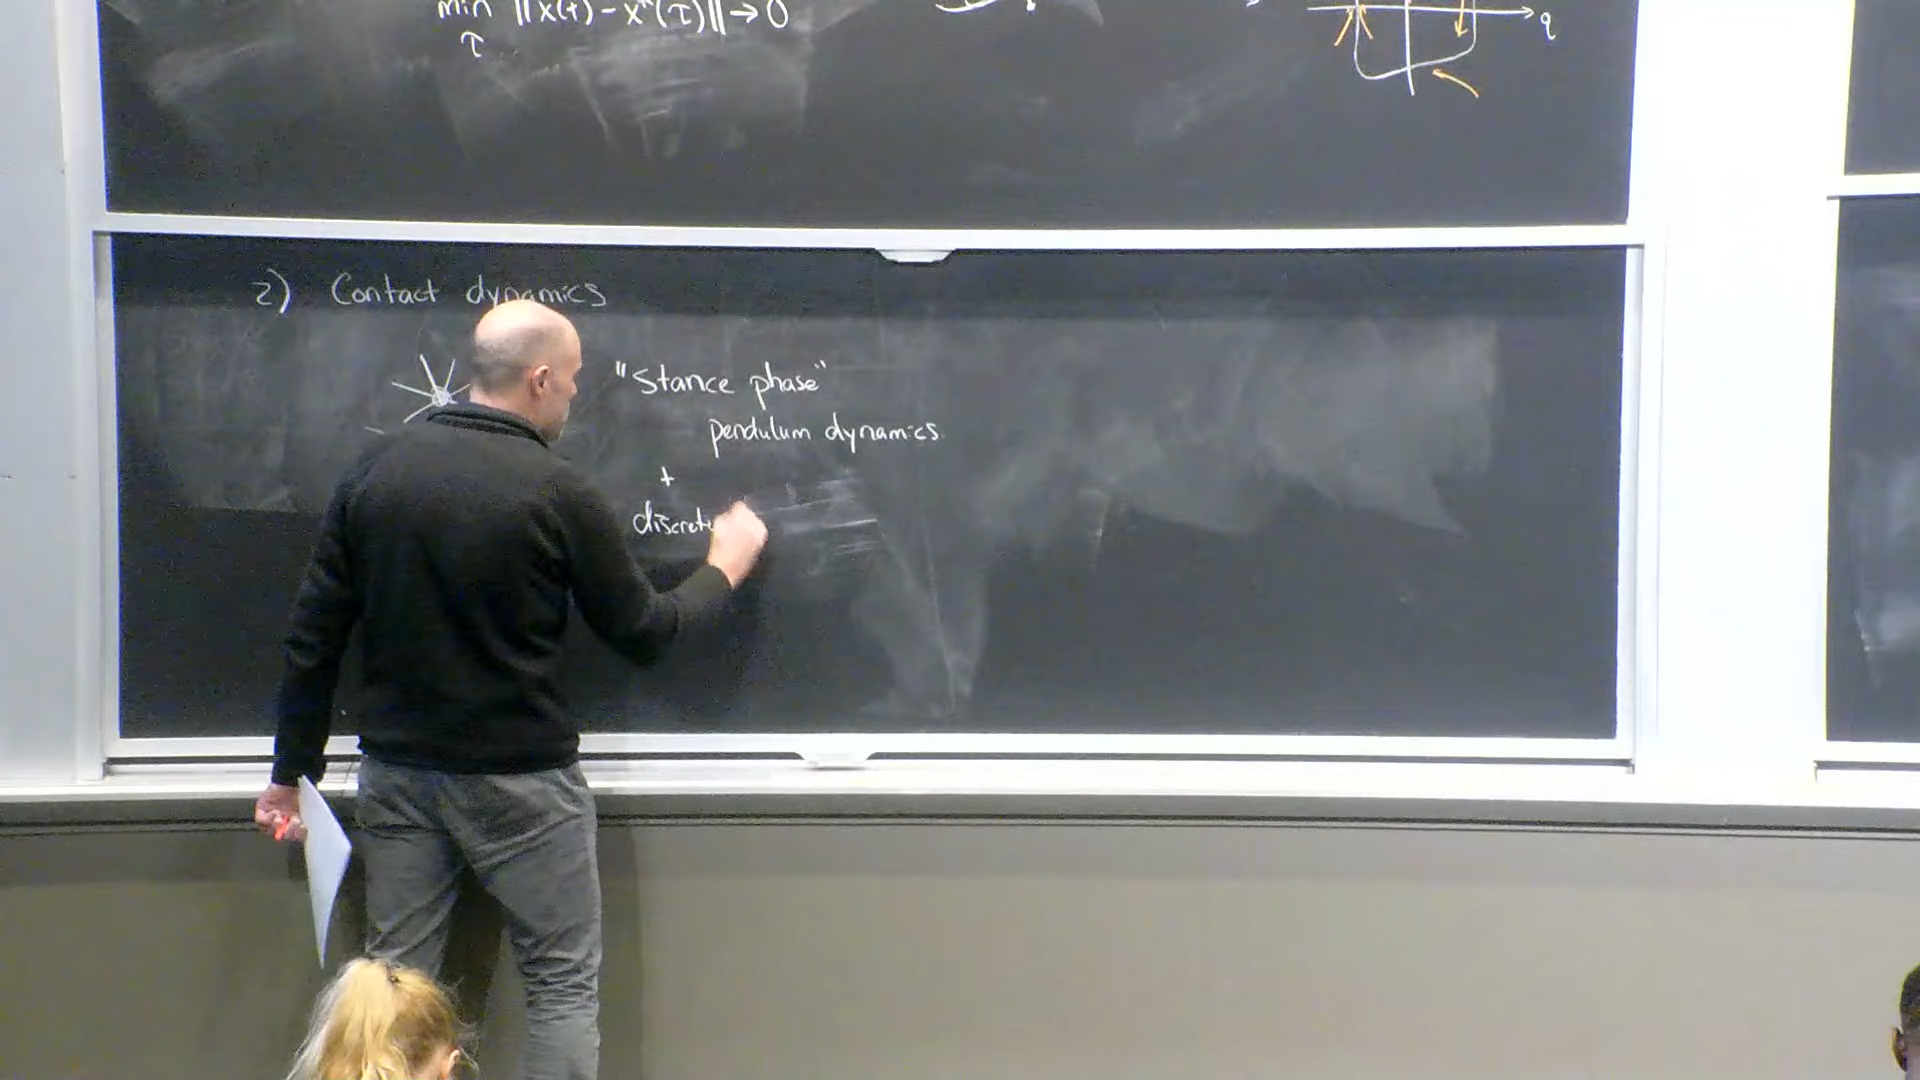 min ||x(t) - x*(τ)|| → 0
τ
q
2) Contact dynamics
"Stance phase"
pendulum dynamics
+
discrete